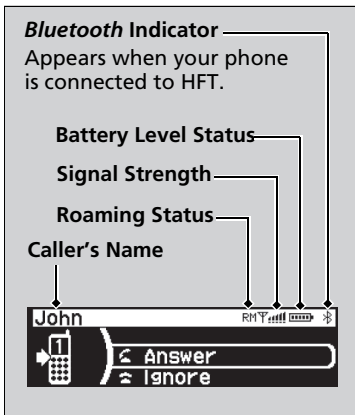 Bluetooth Indicator
Appears when your phone
is connected to HFT.
Battery Level Status
Signal Strength
Roaming Status
Caller's Name
John RM
1
Answer
Ignore